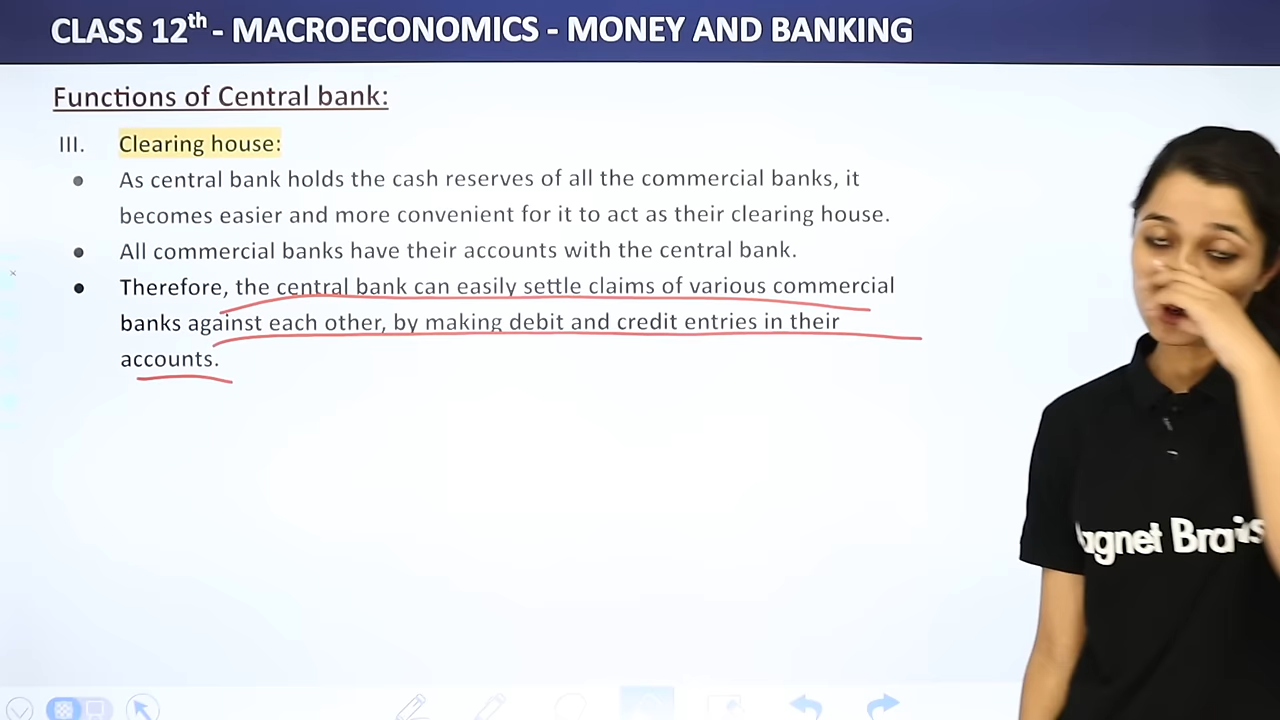 CLASS 12th - MACROECONOMICS - MONEY AND BANKING
Functions of Central bank:
III. Clearing house:
• As central bank holds the cash reserves of all the commercial banks, it
becomes easier and more convenient for it to act as their clearing house.
• All commercial banks have their accounts with the central bank.
• Therefore, the central bank can easily settle claims of various commercial
banks against each other, by making debit and credit entries in their
accounts.
agnet Brains